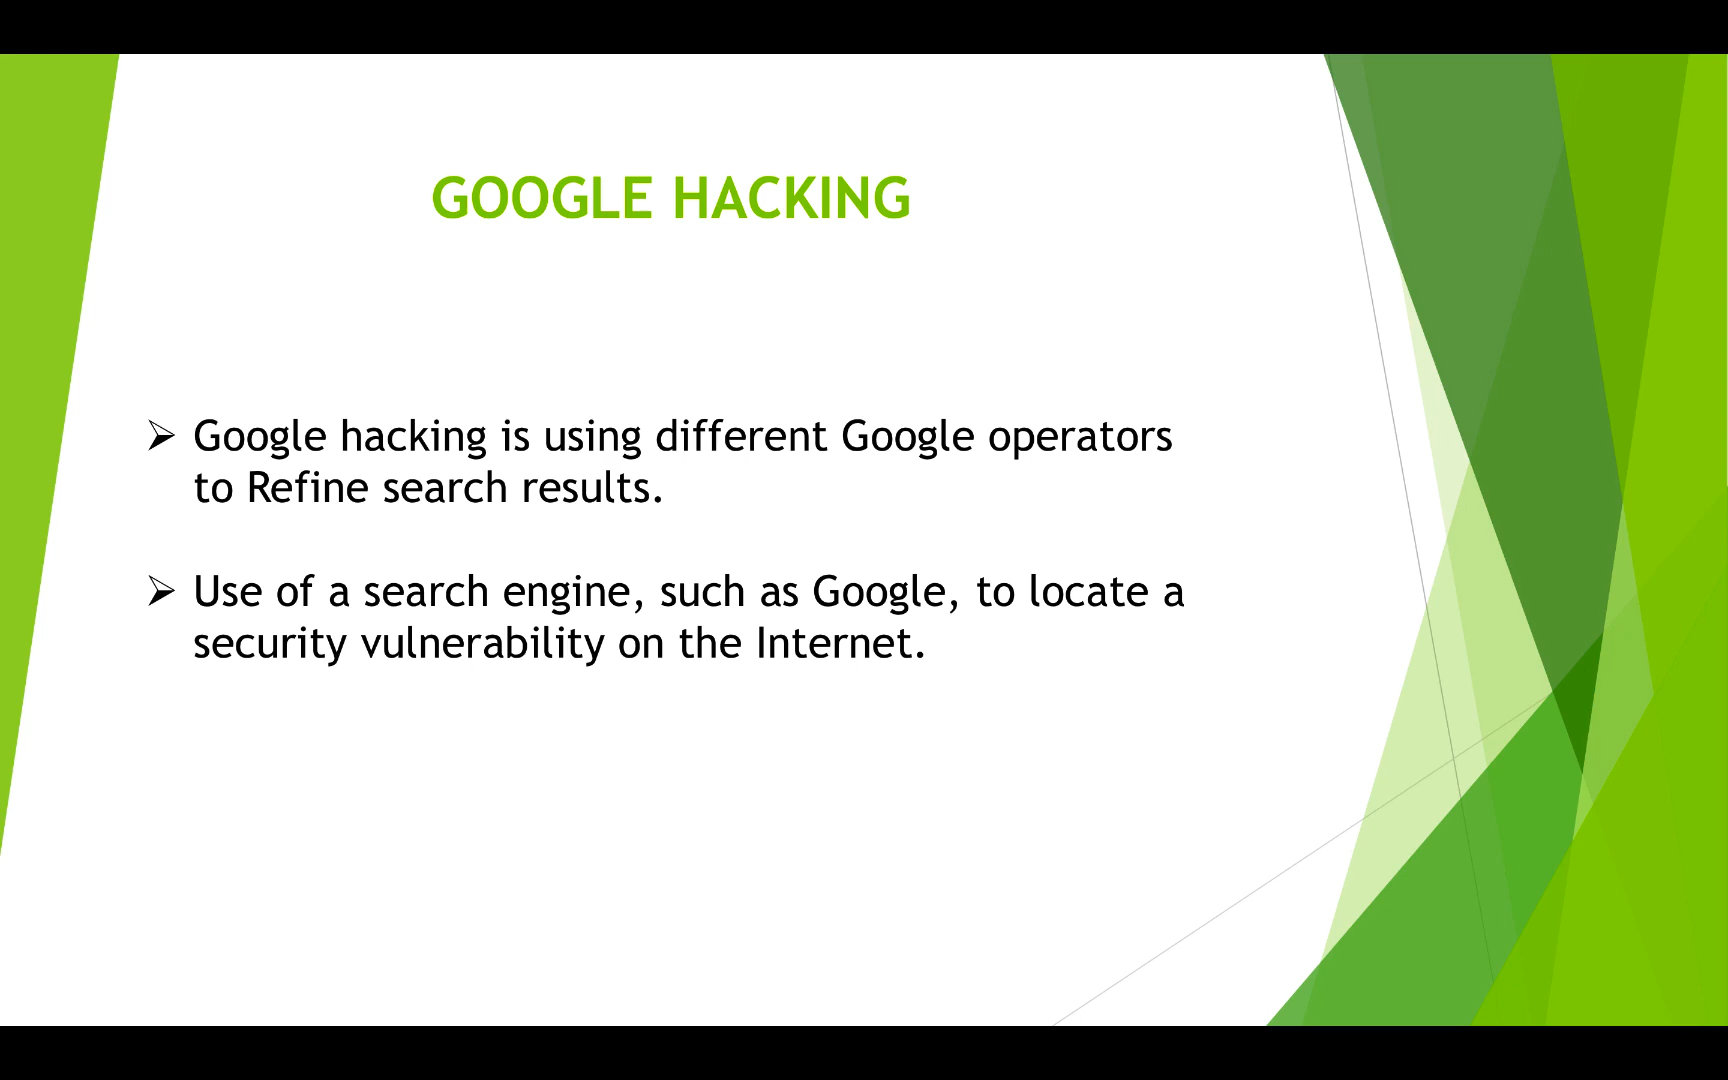 GOOGLE HACKING
➢ Google hacking is using different Google operators
to Refine search results.
➢ Use of a search engine, such as Google, to locate a
security vulnerability on the Internet.